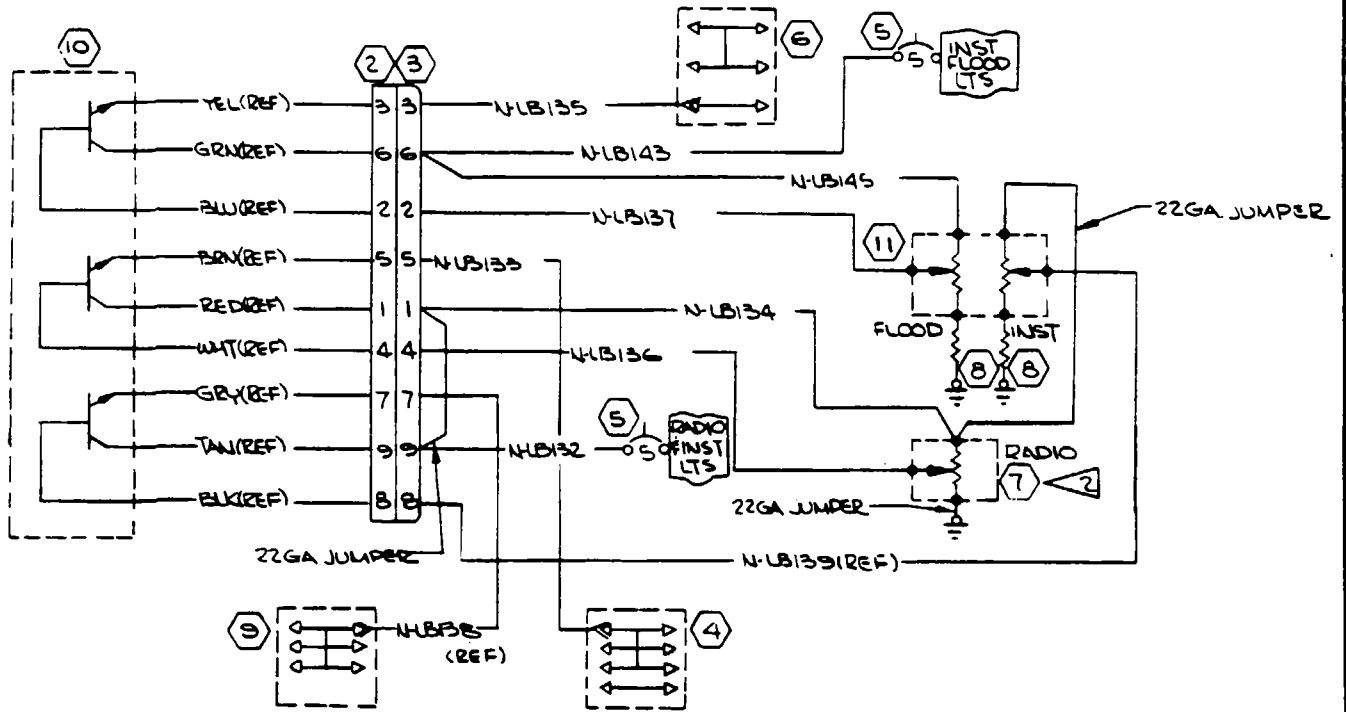 10
2
3
6
5
5
INST
FLOOD
LTS
YEL(REF) 3 3 N-LB135
GRN(REF) 6 6 N-LB143
N-LB145
BLU(REF) 2 2 N-LB137
22GA JUMPER
11
BRN(REF) 5 5 N-LB133
RED(REF) 1 1 N-LB134
FLOOD
INST
WHT(REF) 4 4 N-LB136
8
8
GRY(REF) 7 7
5
5
RADIO
INST
LTS
TAN(REF) 9 9 N-LB132
RADIO
7
2
BLK(REF) 8 8
22GA JUMPER
22GA JUMPER
N-LB139(REF)
9
N-LB138
(REF)
4